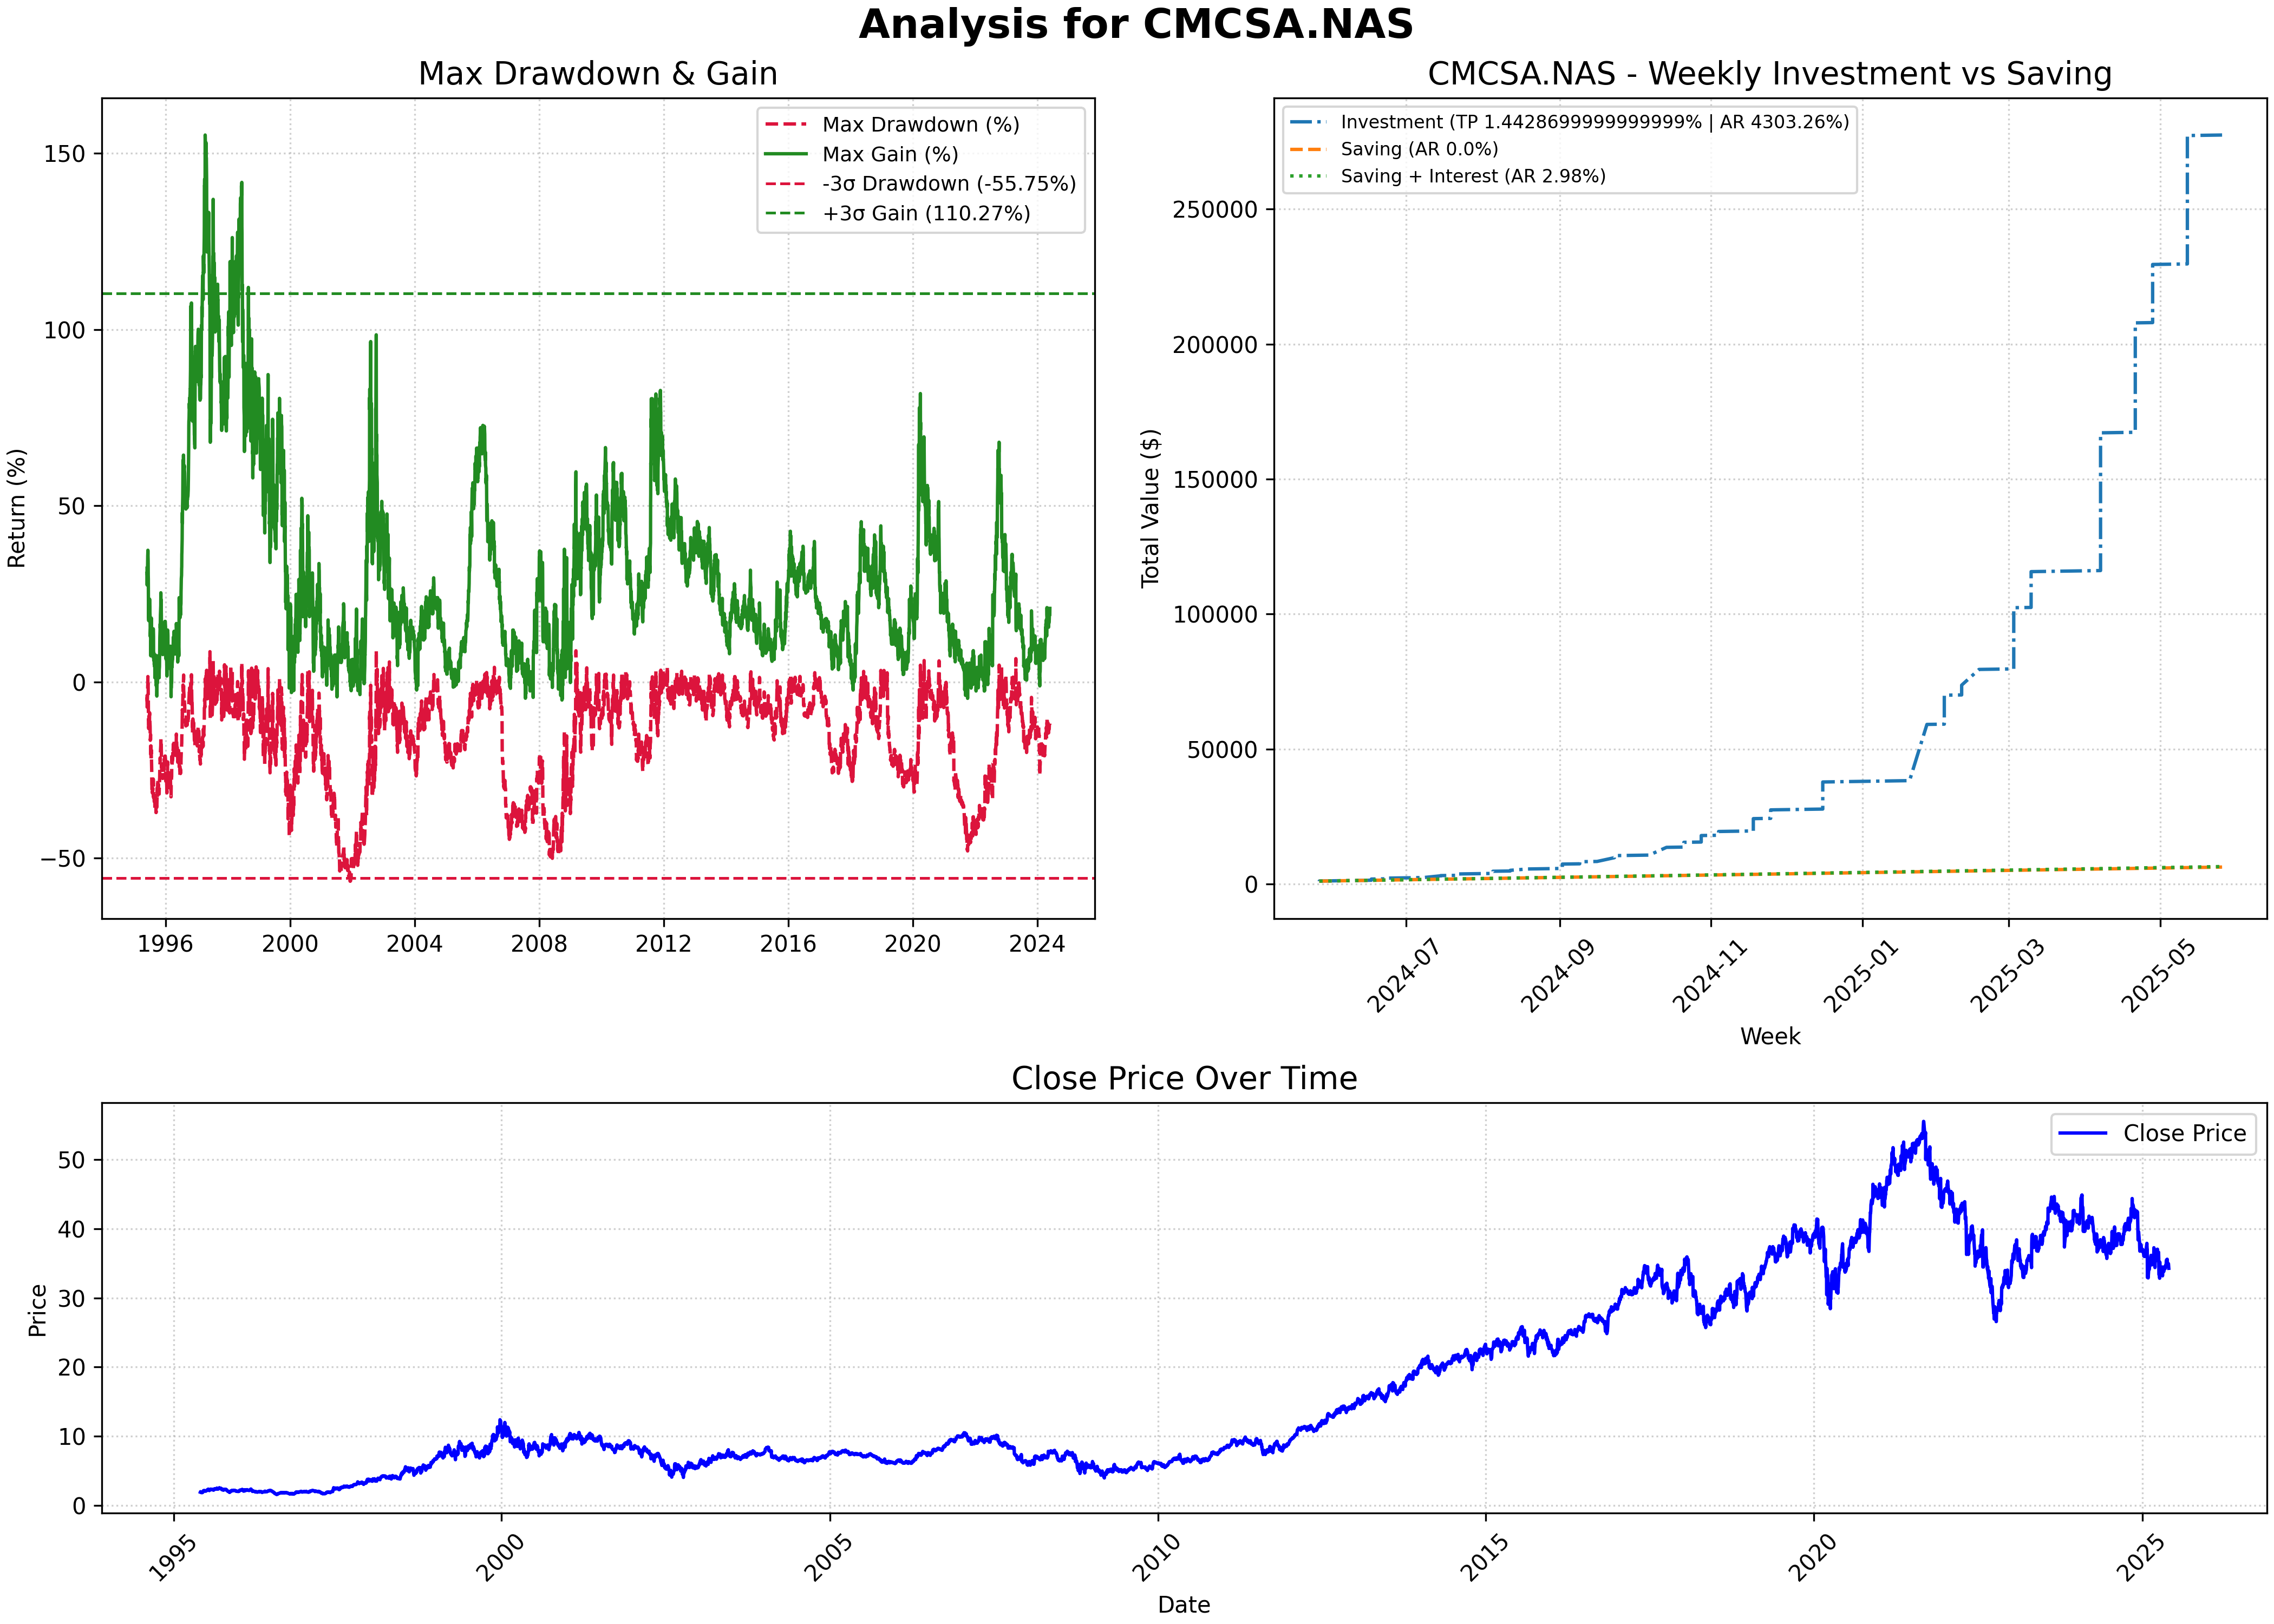 Analysis for CMCSA.NAS
Max Drawdown & Gain
Return (%)
150
100
50
0
−50
1996
2000
2004
2008
2012
2016
2020
2024
Max Drawdown (%)
Max Gain (%)
-3σ Drawdown (-55.75%)
+3σ Gain (110.27%)
CMCSA.NAS - Weekly Investment vs Saving
Total Value ($)
250000
200000
150000
100000
50000
0
2024-07
2024-09
2024-11
2025-01
2025-03
2025-05
Week
Investment (TP 1.4428699999999999% | AR 4303.26%)
Saving (AR 0.0%)
Saving + Interest (AR 2.98%)
Close Price Over Time
Price
50
40
30
20
10
0
1995
2000
2005
2010
2015
2020
2025
Date
Close Price